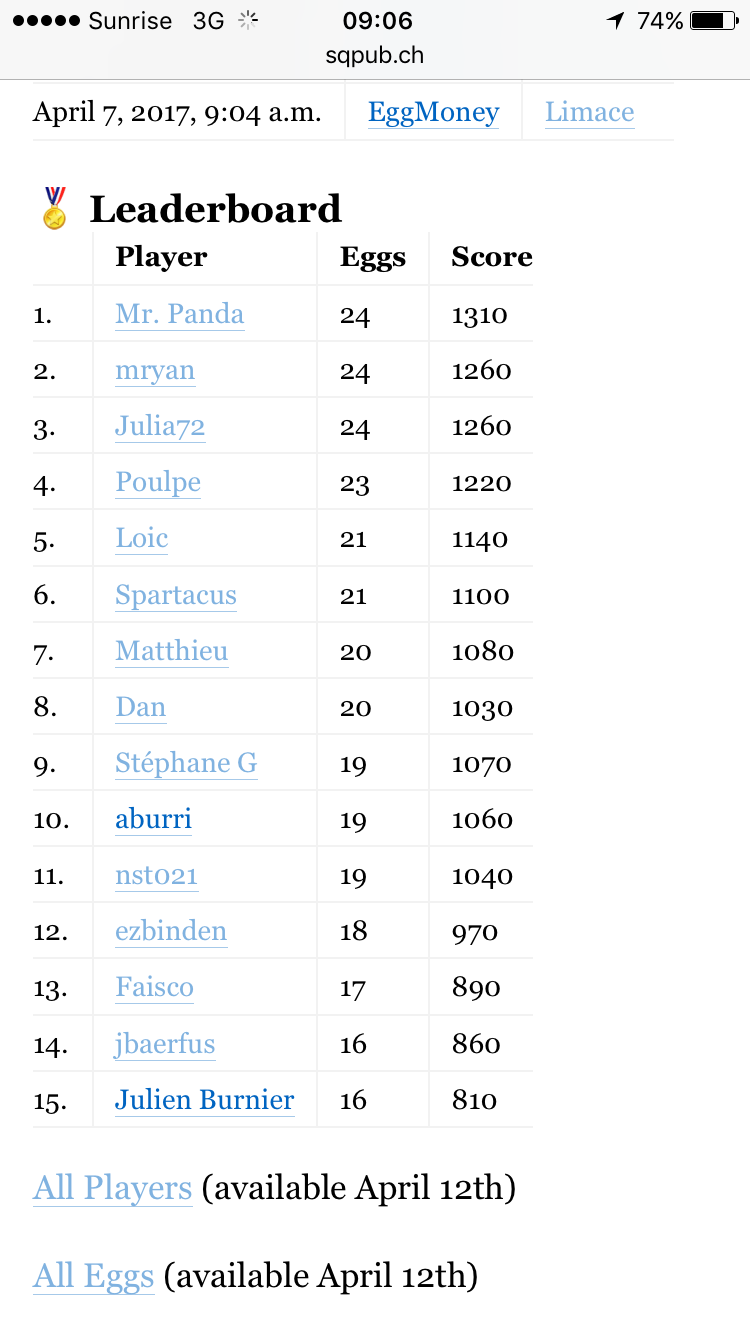 Sunrise 3G 09:06 74%
sqpub.ch
April 7, 2017, 9:04 a.m. EggMoney Limace
Leaderboard
Player Eggs Score
1. Mr. Panda 24 1310
2. mryan 24 1260
3. Julia72 24 1260
4. Poulpe 23 1220
5. Loic 21 1140
6. Spartacus 21 1100
7. Matthieu 20 1080
8. Dan 20 1030
9. Stéphane G 19 1070
10. aburri 19 1060
11. nst021 19 1040
12. ezbinden 18 970
13. Faisco 17 890
14. jbaerfus 16 860
15. Julien Burnier 16 810
All Players (available April 12th)
All Eggs (available April 12th)